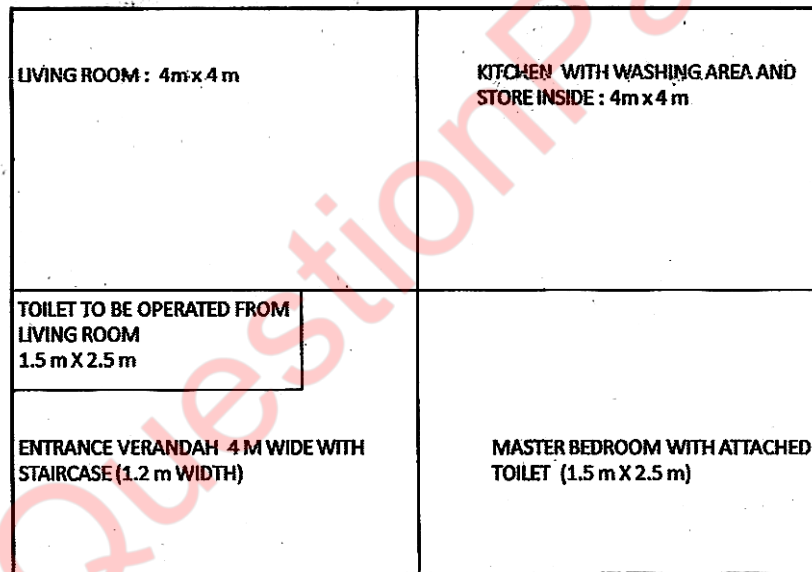 LIVING ROOM : 4m x 4 m
KITCHEN WITH WASHING AREA AND
STORE INSIDE : 4m x 4 m
TOILET TO BE OPERATED FROM
LIVING ROOM
1.5 m X 2.5 m
ENTRANCE VERANDAH 4 M WIDE WITH
STAIRCASE (1.2 m WIDTH)
MASTER BEDROOM WITH ATTACHED
TOILET (1.5 m X 2.5 m)
QuestionPa